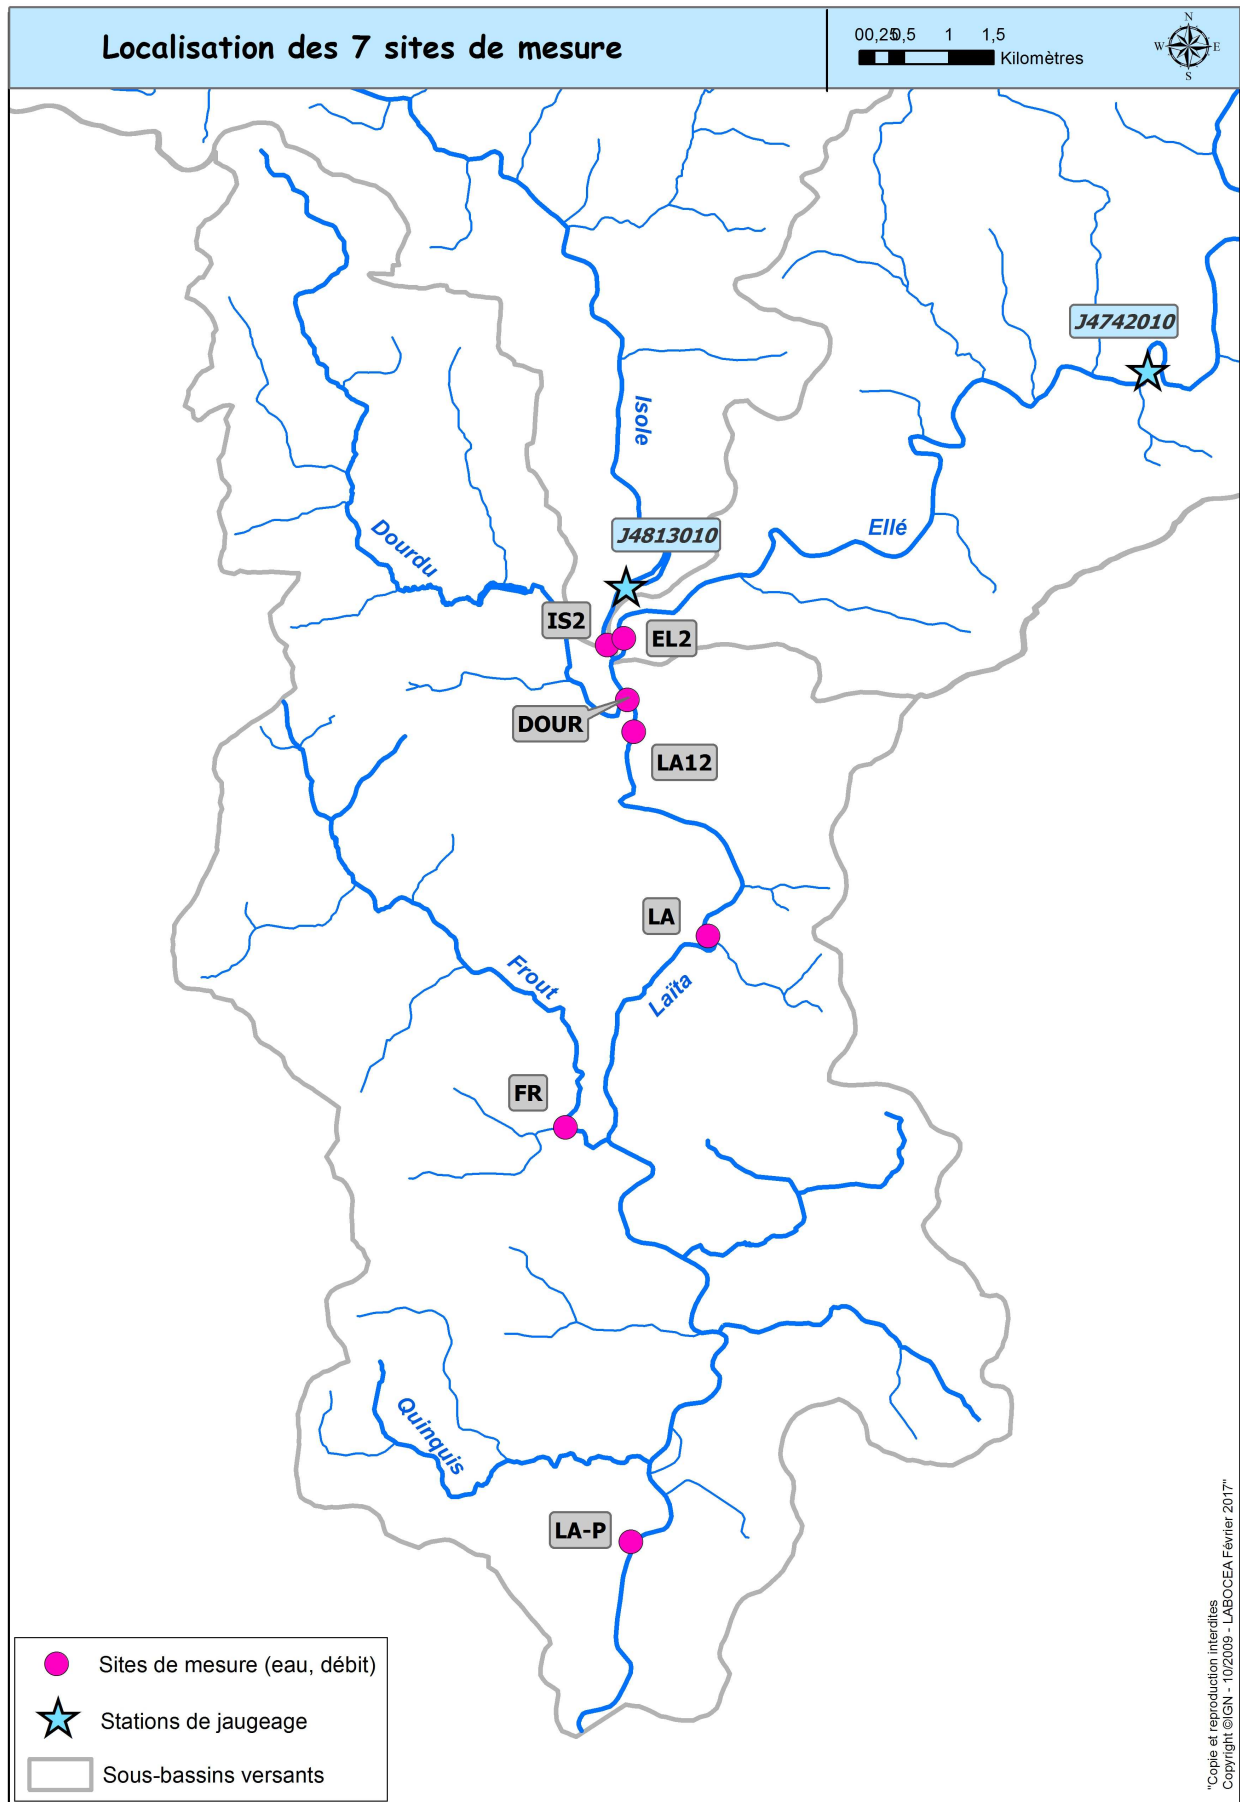 Localisation des 7 sites de mesure
00,250,5 1 1,5
Kilomètres
N
W E
S
J4742010
Isole
J4813010
Ellé
Dourdu
IS2
EL2
DOUR
LA12
LA
Frout
Laïta
FR
Quinquis
LA-P
Sites de mesure (eau, débit)
Stations de jaugeage
Sous-bassins versants
"Copie et reproduction interdites
Copyright ©IGN - 10/2009 - LABOCEA Février 2017"